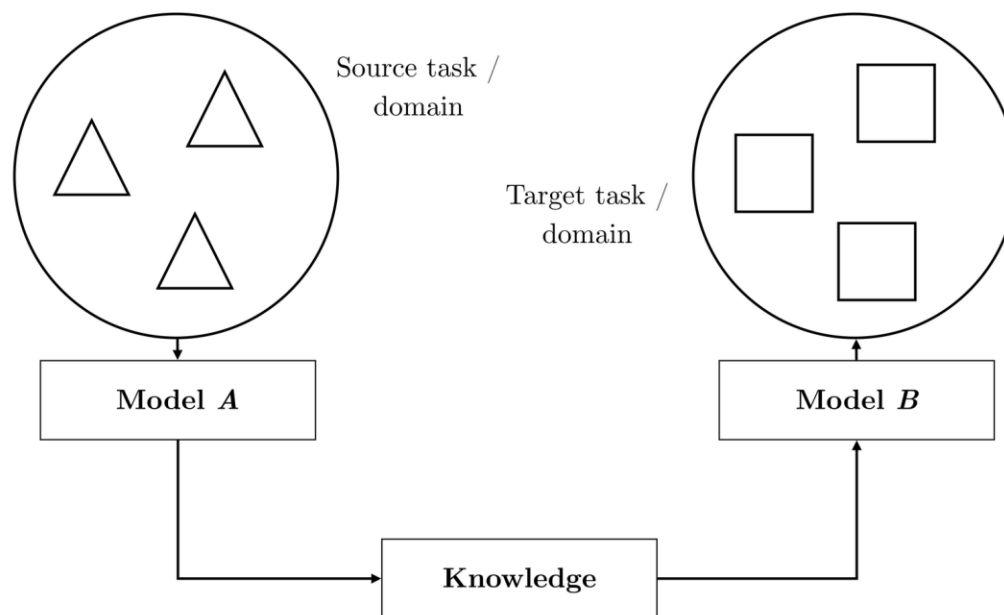 Source task /
domain
Target task /
domain
Model A
Model B
Knowledge